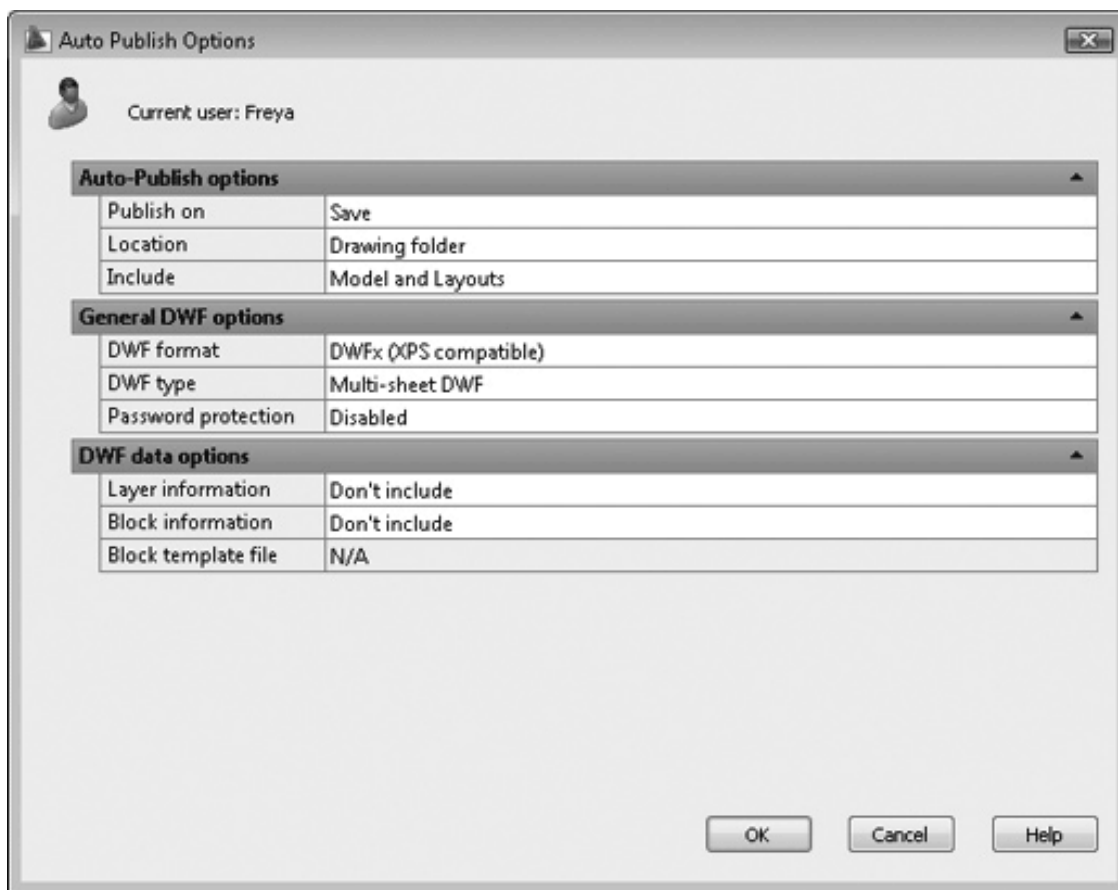 Auto Publish Options
Current user: Freya
Auto-Publish options
Publish on Save
Location Drawing folder
Include Model and Layouts
General DWF options
DWF format DWFx (XPS compatible)
DWF type Multi-sheet DWF
Password protection Disabled
DWF data options
Layer information Don't include
Block information Don't include
Block template file N/A
OK Cancel Help